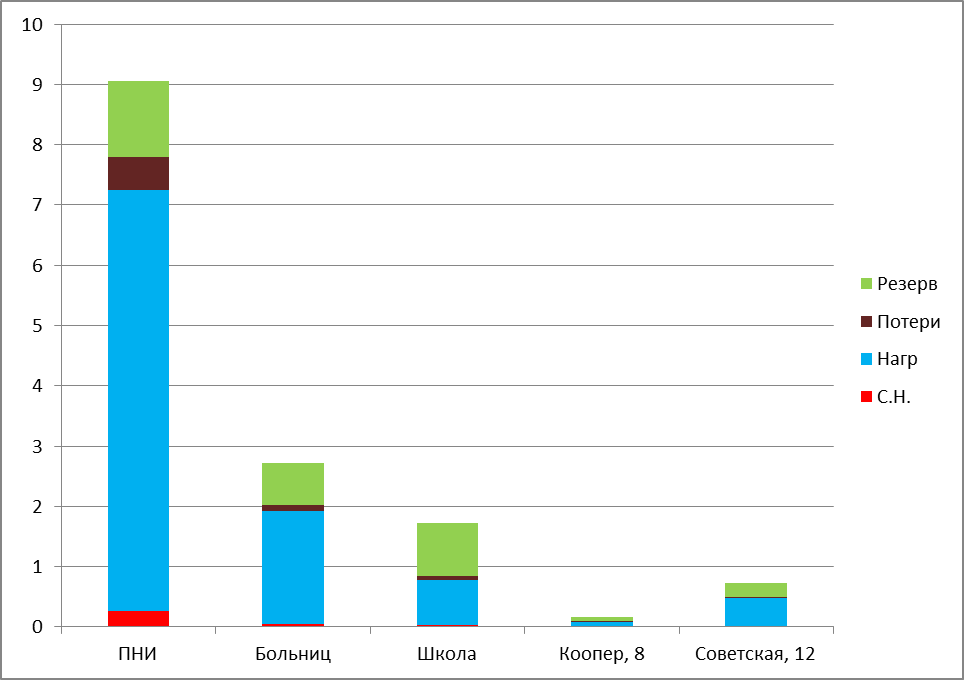 10
9
8
7
6
5
4
3
2
1
0
ПНИ
Больниц
Школа
Коопер, 8
Советская, 12
Резерв
Потери
Нагр
С.Н.